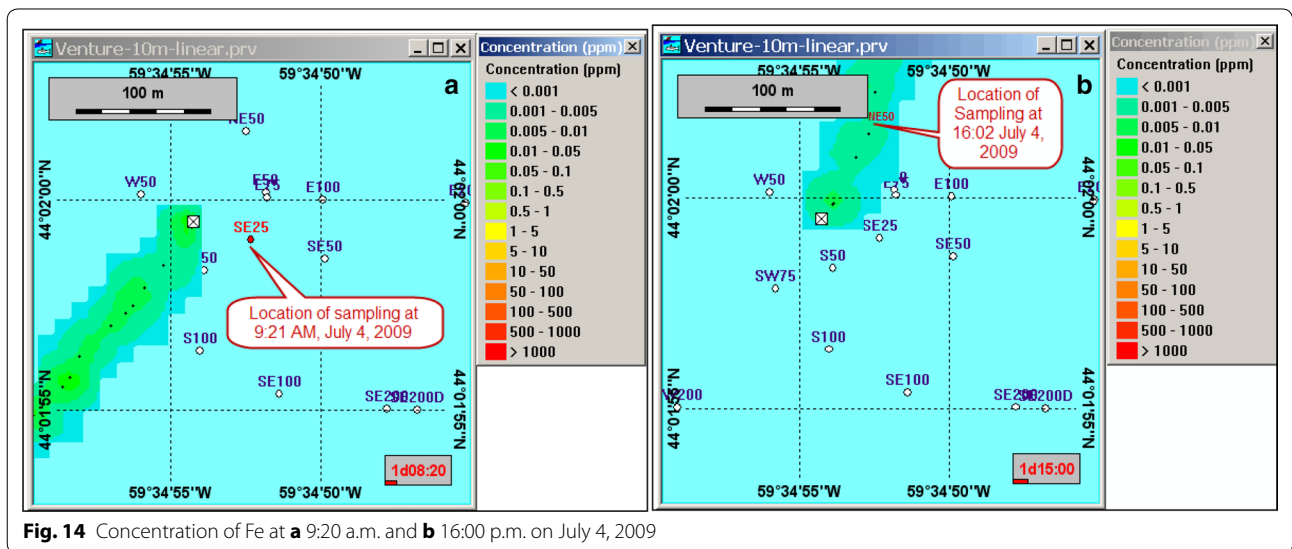 Venture-10m-linear.prv
Concentration (ppm)
59°34'55"W
59°34'50"W
100 m
a
NE50
W50
E50
E75
E100
44°02'00"N
44°02'00"N
SE25
SE50
50
Location of sampling at
9:21 AM, July 4, 2009
S100
SE100
SE200
SE200D
44°01'55"N
44°01'55"N
1d08:20
59°34'55"W
59°34'50"W
Concentration (ppm)
< 0.001
0.001 - 0.005
0.005 - 0.01
0.01 - 0.05
0.05 - 0.1
0.1 - 0.5
0.5 - 1
1 - 5
5 - 10
10 - 50
50 - 100
100 - 500
500 - 1000
> 1000
Venture-10m-linear.prv
Concentration (ppm)
59°34'55"W
59°34'50"W
100 m
b
NE50
Location of
Sampling at
16:02 July 4,
2009
W50
E75
E100
44°02'00"N
44°02'00"N
SE25
SE50
S50
SW75
S100
SE100
W200
SE200
SE200D
44°01'55"N
44°01'55"N
1d15:00
59°34'55"W
59°34'50"W
Concentration (ppm)
< 0.001
0.001 - 0.005
0.005 - 0.01
0.01 - 0.05
0.05 - 0.1
0.1 - 0.5
0.5 - 1
1 - 5
5 - 10
10 - 50
50 - 100
100 - 500
500 - 1000
> 1000
Fig. 14 Concentration of Fe at a 9:20 a.m. and b 16:00 p.m. on July 4, 2009